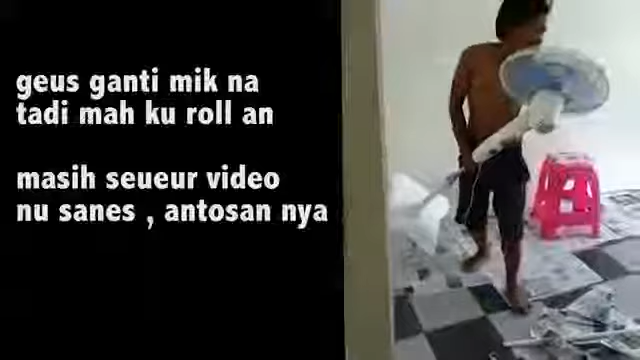 geus ganti mik na
tadi mah ku roll an
masih seueur video
nu sanes , antosan nya